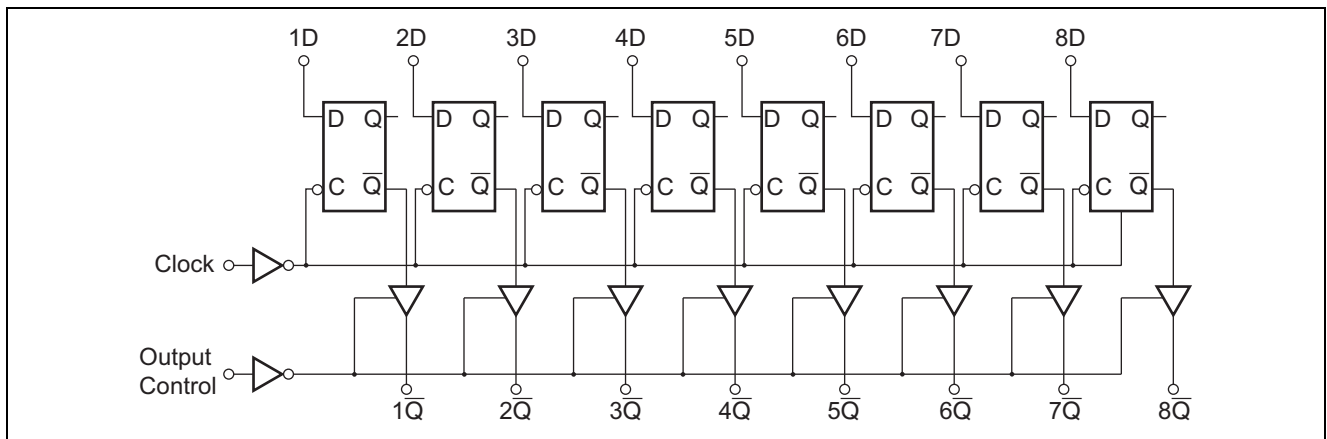 1D 2D 3D 4D 5D 6D 7D 8D
D Q D Q D Q D Q D Q D Q D Q D Q
C Q̅ C Q̅ C Q̅ C Q̅ C Q̅ C Q̅ C Q̅ C Q̅
Clock
Output
Control
1Q̅ 2Q̅ 3Q̅ 4Q̅ 5Q̅ 6Q̅ 7Q̅ 8Q̅